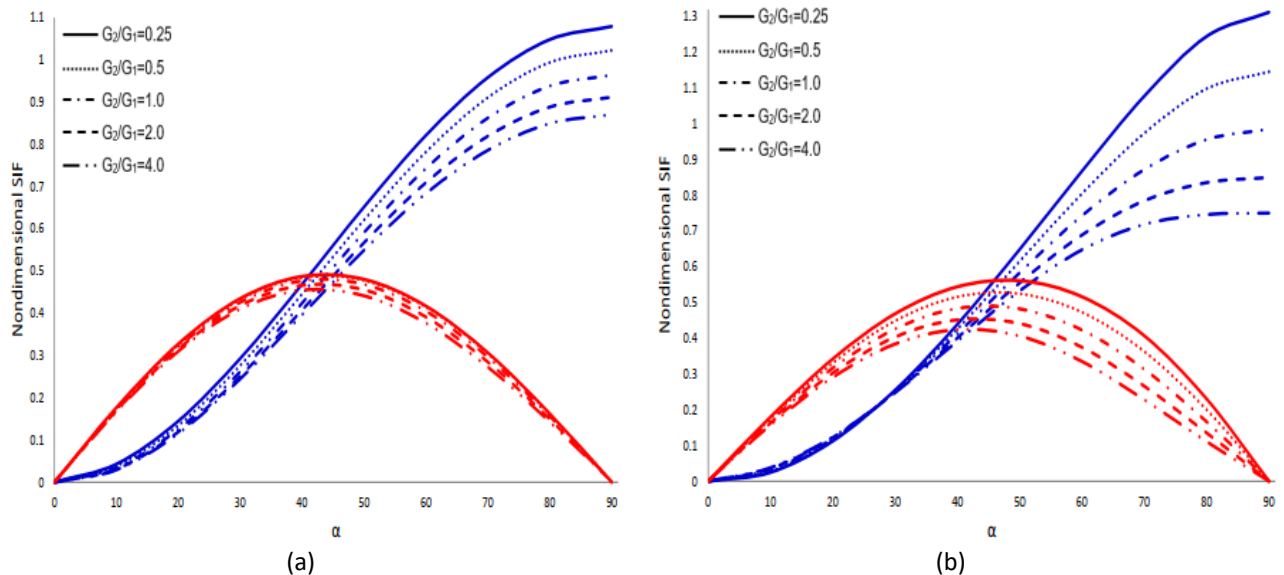 Nondimensional SIF
1.1
1
0.9
0.8
0.7
0.6
0.5
0.4
0.3
0.2
0.1
0
G₂/G₁=0.25
G₂/G₁=0.5
G₂/G₁=1.0
G₂/G₁=2.0
G₂/G₁=4.0
0 10 20 30 40 50 60 70 80 90
α
(a)
Nondimensional SIF
1.3
1.2
1.1
1
0.9
0.8
0.7
0.6
0.5
0.4
0.3
0.2
0.1
0
G₂/G₁=0.25
G₂/G₁=0.5
G₂/G₁=1.0
G₂/G₁=2.0
G₂/G₁=4.0
0 10 20 30 40 50 60 70 80 90
α
(b)